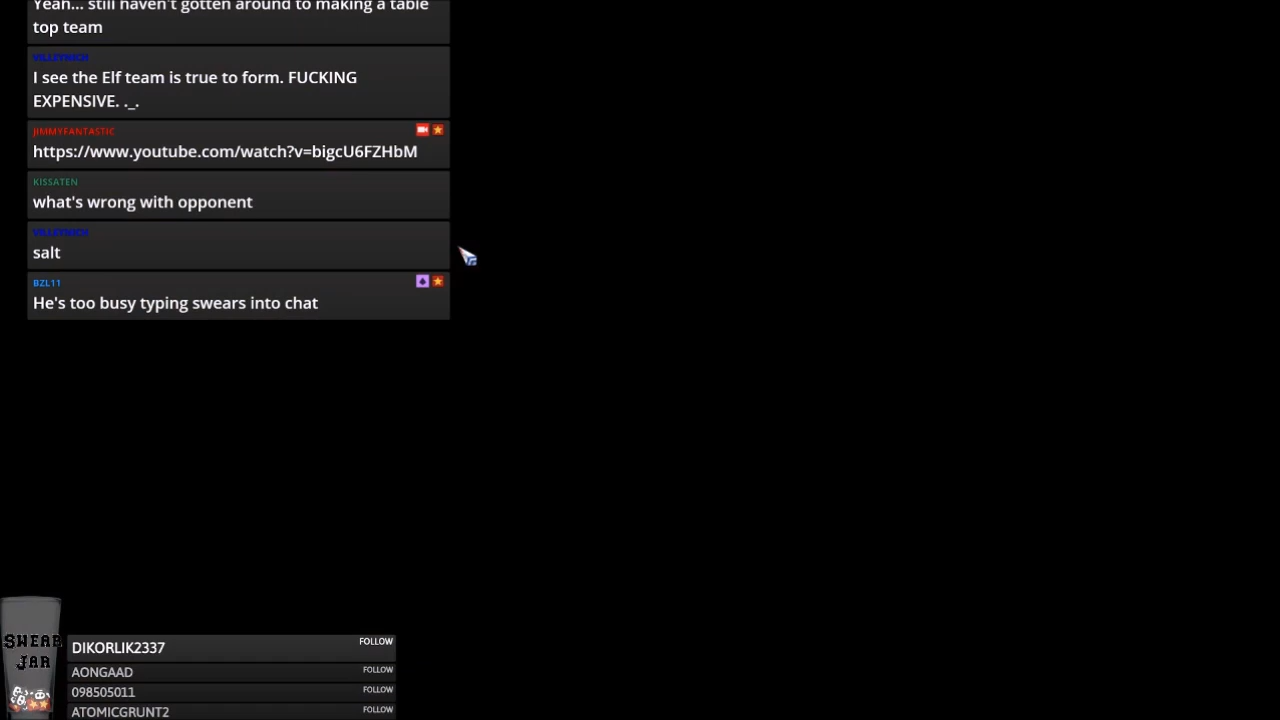 Yeah... still haven't gotten around to making a table
top team
I see the Elf team is true to form. FUCKING
EXPENSIVE. ._.
JIMMYFANTASTIC
https://www.youtube.com/watch?v=bigcU6FZHbM
KISSATEN
what's wrong with opponent
salt
BZL11
He's too busy typing swears into chat
SWEAR
JAR
DIKORLIK2337 FOLLOW
AONGAAD FOLLOW
098505011 FOLLOW
ATOMICGRUNT2 FOLLOW